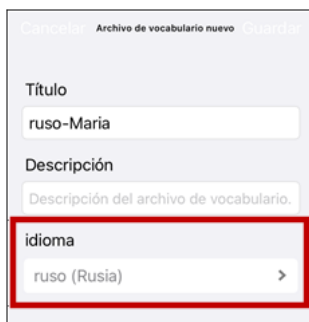 Cancelar Archivo de vocabulario nuevo Guardar
Título
ruso-Maria
Descripción
Descripción del archivo de vocabulario.
idioma
ruso (Rusia) >